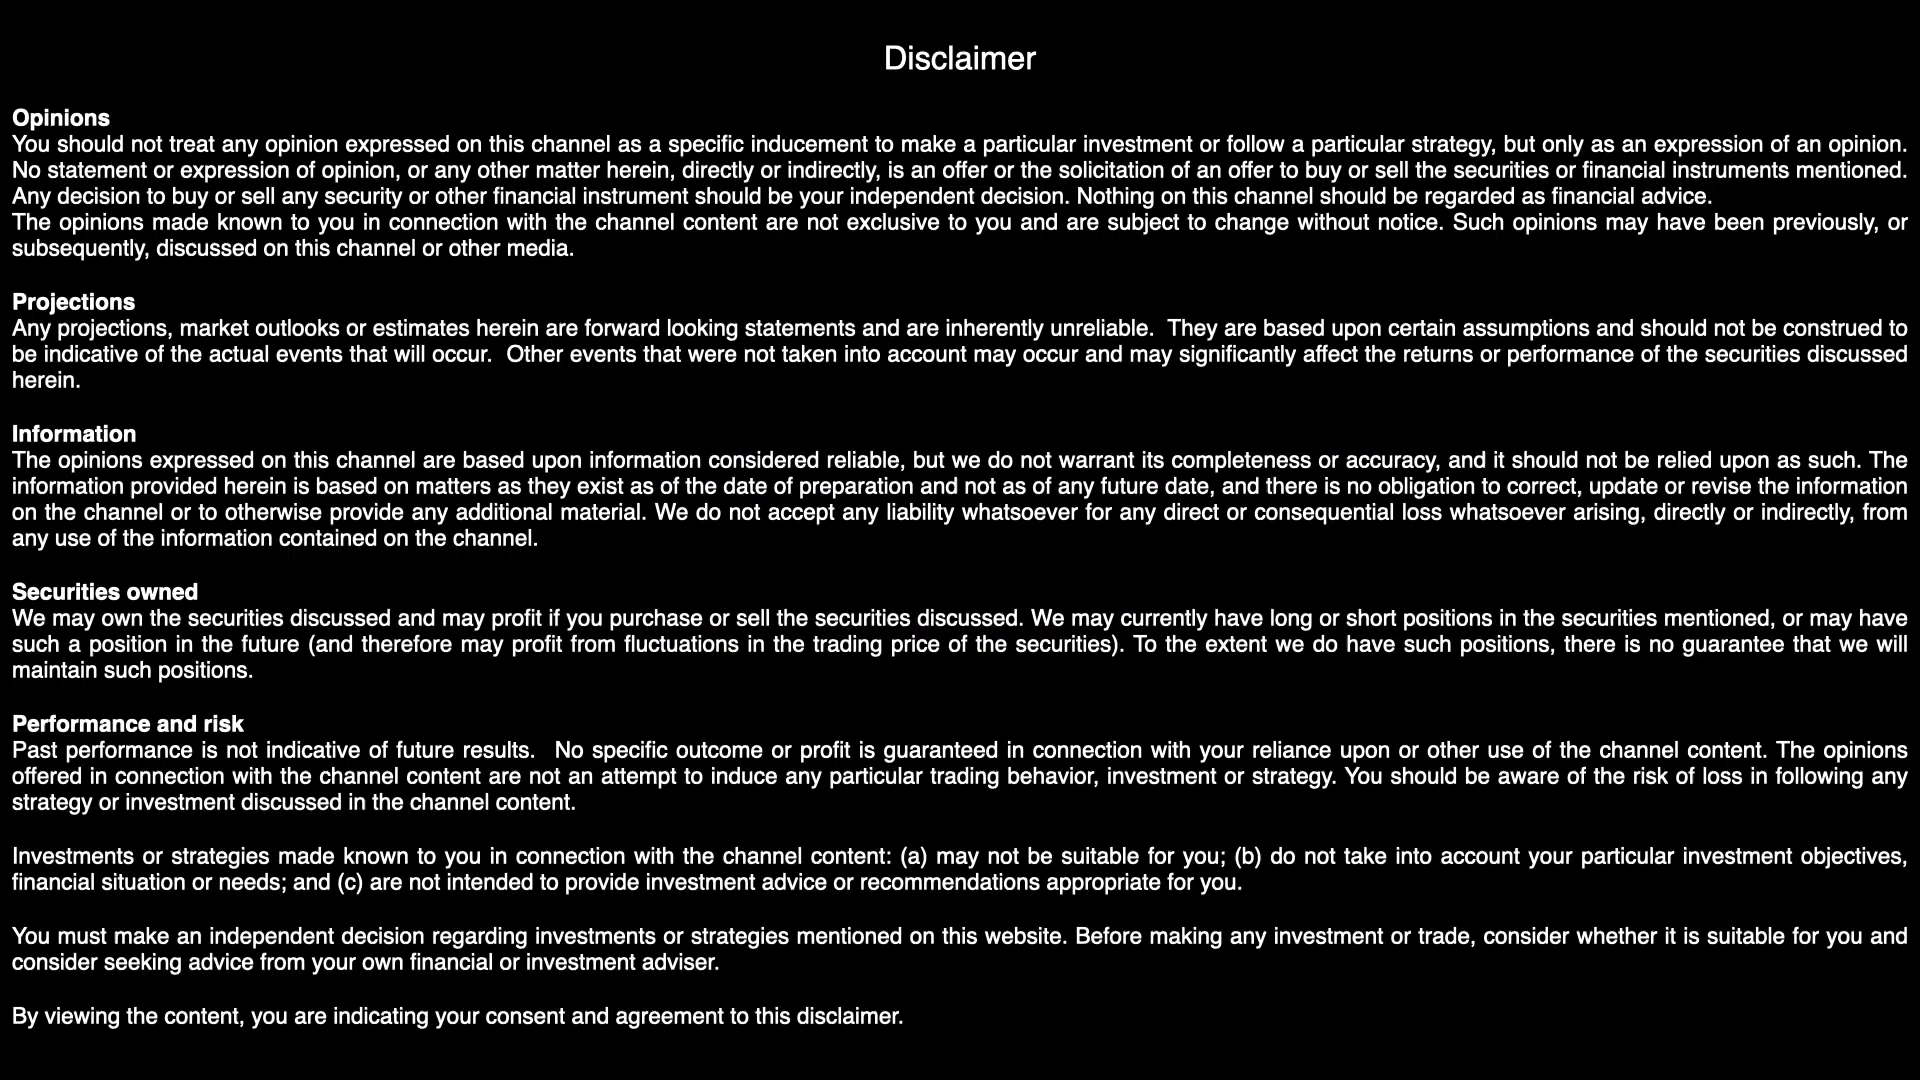 Disclaimer
Opinions
You should not treat any opinion expressed on this channel as a specific inducement to make a particular investment or follow a particular strategy, but only as an expression of an opinion.
No statement or expression of opinion, or any other matter herein, directly or indirectly, is an offer or the solicitation of an offer to buy or sell the securities or financial instruments mentioned.
Any decision to buy or sell any security or other financial instrument should be your independent decision. Nothing on this channel should be regarded as financial advice.
The opinions made known to you in connection with the channel content are not exclusive to you and are subject to change without notice. Such opinions may have been previously, or
subsequently, discussed on this channel or other media.
Projections
Any projections, market outlooks or estimates herein are forward looking statements and are inherently unreliable.  They are based upon certain assumptions and should not be construed to
be indicative of the actual events that will occur.  Other events that were not taken into account may occur and may significantly affect the returns or performance of the securities discussed
herein.
Information
The opinions expressed on this channel are based upon information considered reliable, but we do not warrant its completeness or accuracy, and it should not be relied upon as such. The
information provided herein is based on matters as they exist as of the date of preparation and not as of any future date, and there is no obligation to correct, update or revise the information
on the channel or to otherwise provide any additional material. We do not accept any liability whatsoever for any direct or consequential loss whatsoever arising, directly or indirectly, from
any use of the information contained on the channel.
Securities owned
We may own the securities discussed and may profit if you purchase or sell the securities discussed. We may currently have long or short positions in the securities mentioned, or may have
such a position in the future (and therefore may profit from fluctuations in the trading price of the securities). To the extent we do have such positions, there is no guarantee that we will
maintain such positions.
Performance and risk
Past performance is not indicative of future results.  No specific outcome or profit is guaranteed in connection with your reliance upon or other use of the channel content. The opinions
offered in connection with the channel content are not an attempt to induce any particular trading behavior, investment or strategy. You should be aware of the risk of loss in following any
strategy or investment discussed in the channel content.
Investments or strategies made known to you in connection with the channel content: (a) may not be suitable for you; (b) do not take into account your particular investment objectives,
financial situation or needs; and (c) are not intended to provide investment advice or recommendations appropriate for you.
You must make an independent decision regarding investments or strategies mentioned on this website. Before making any investment or trade, consider whether it is suitable for you and
consider seeking advice from your own financial or investment adviser.
By viewing the content, you are indicating your consent and agreement to this disclaimer.